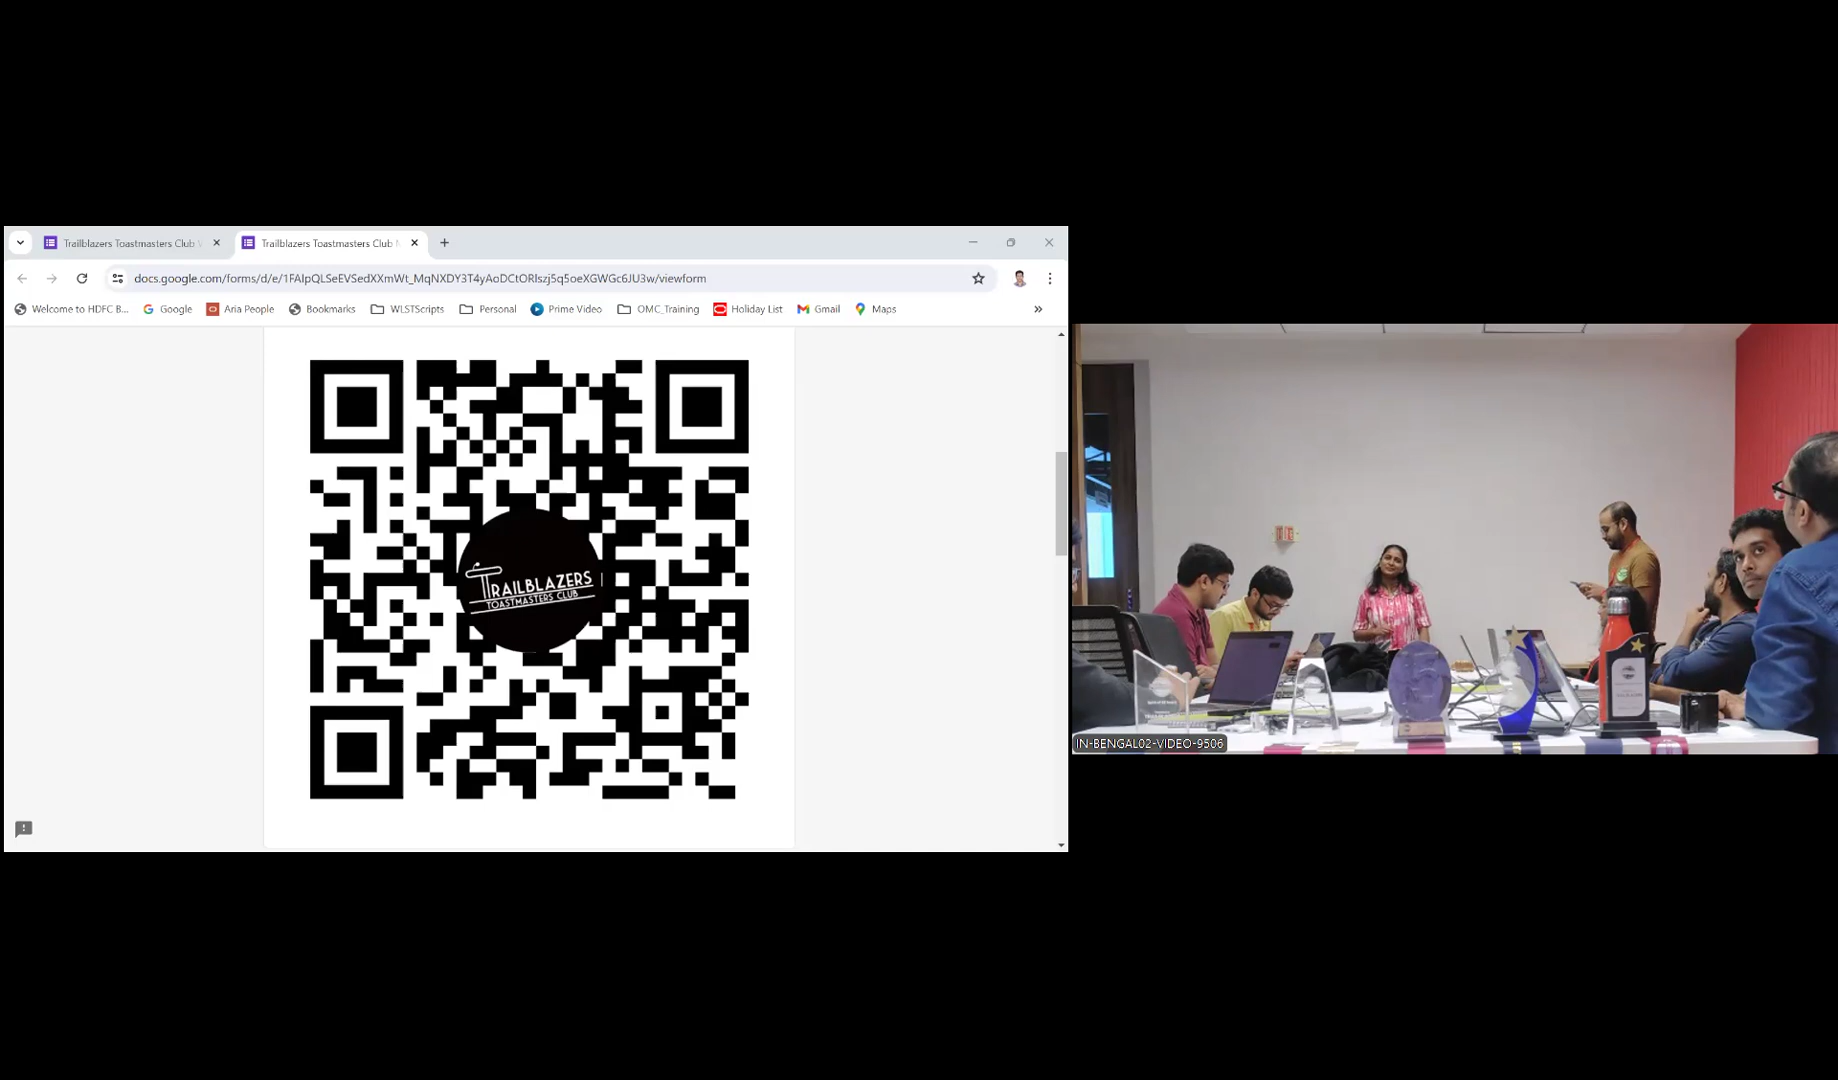 Trailblazers Toastmasters Club V
Trailblazers Toastmasters Club
docs.google.com/forms/d/e/1FAIpQLSeEVSedXXmWt_MqNXDY3T4yAoDCtORIszj5q5oeXGWGc6JU3w/viewform
Welcome to HDFC B...
Google
Aria People
Bookmarks
WLSTScripts
Personal
Prime Video
OMC_Training
Holiday List
Gmail
Maps
TRAILBLAZERS
TOASTMASTERS CLUB
IN-BENGAL02-VIDEO-9506